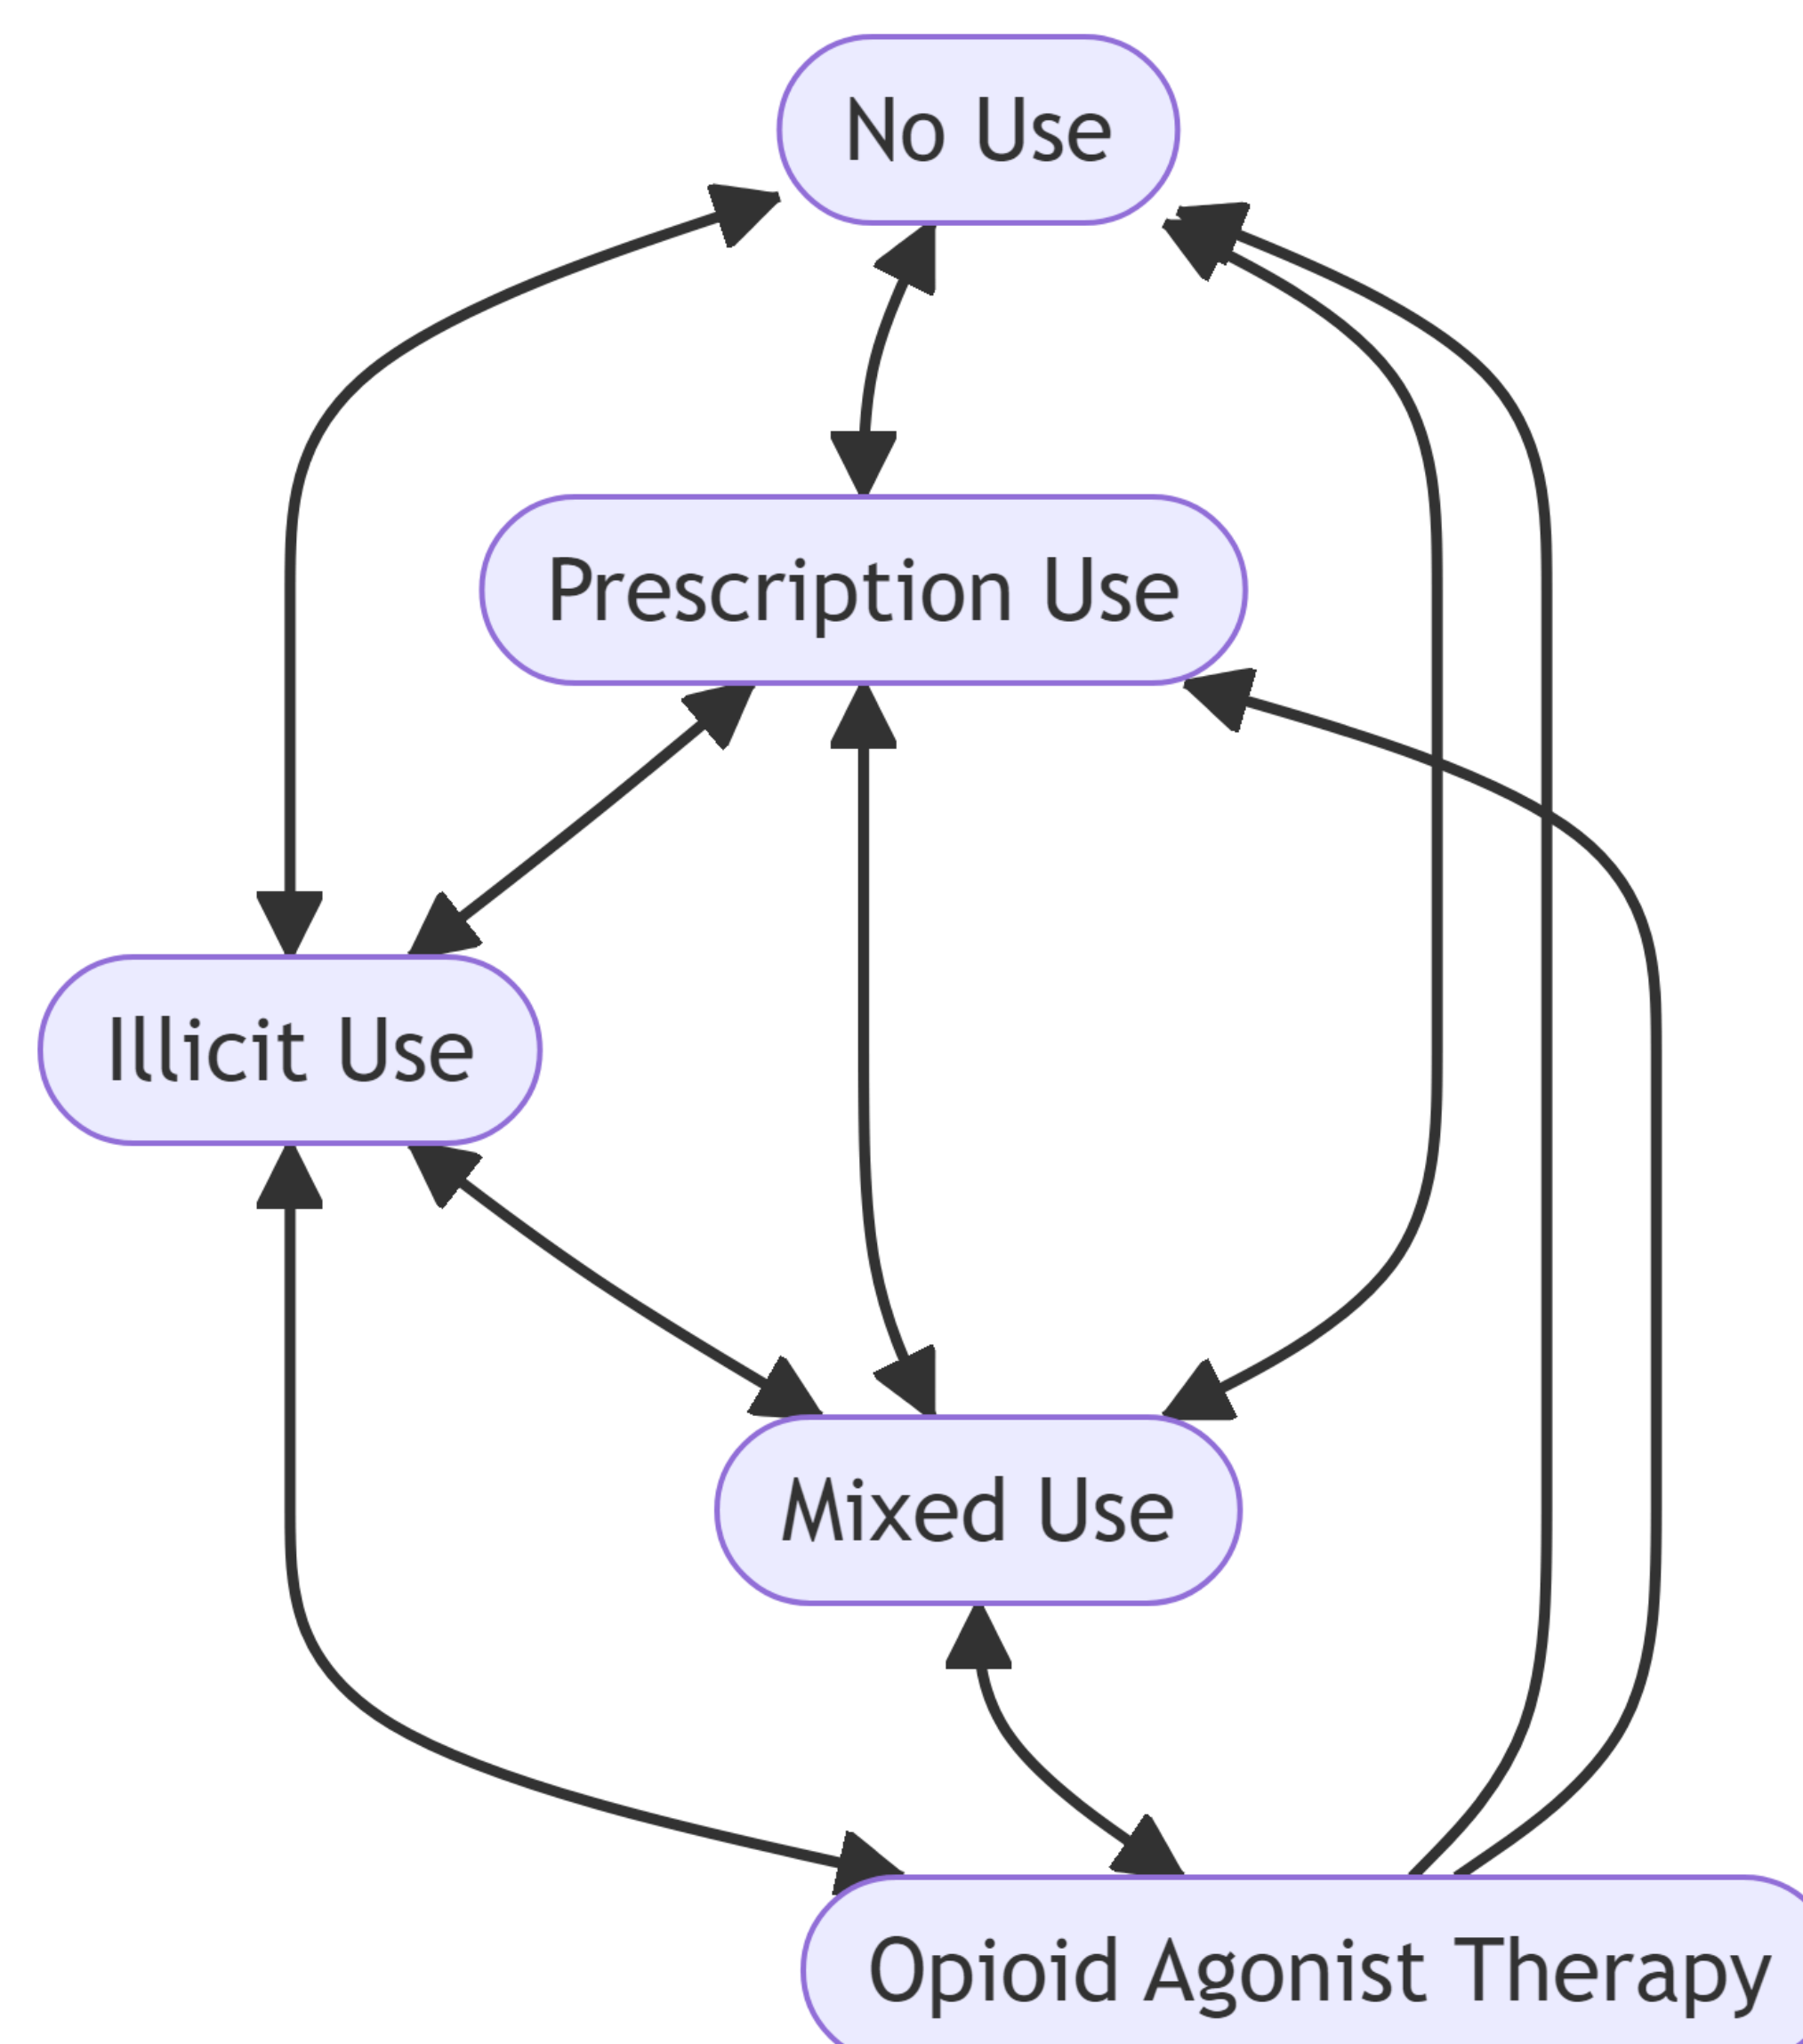 No Use
Prescription Use
Illicit Use
Mixed Use
Opioid Agonist Therapy